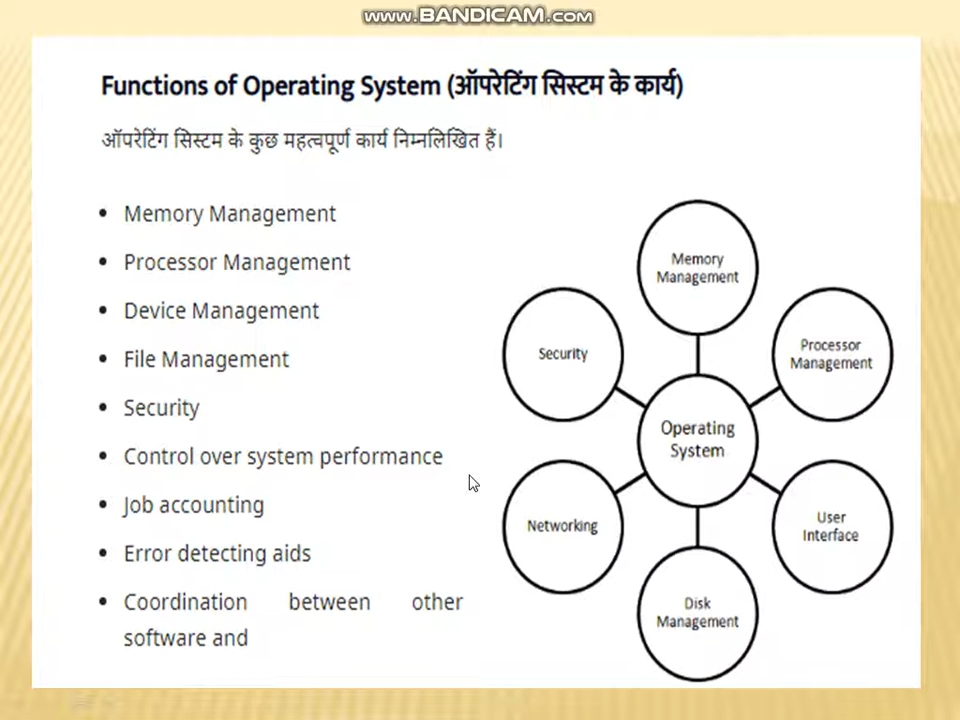 www.BANDICAM.com
Functions of Operating System (ऑपरेटिंग सिस्टम के कार्य)
ऑपरेटिंग सिस्टम के कुछ महत्वपूर्ण कार्य निम्नलिखित हैं।
• Memory Management
• Processor Management
• Device Management
• File Management
• Security
• Control over system performance
• Job accounting
• Error detecting aids
• Coordination between other
software and
Memory
Management
Security
Processor
Management
Operating
System
Networking
User
Interface
Disk
Management